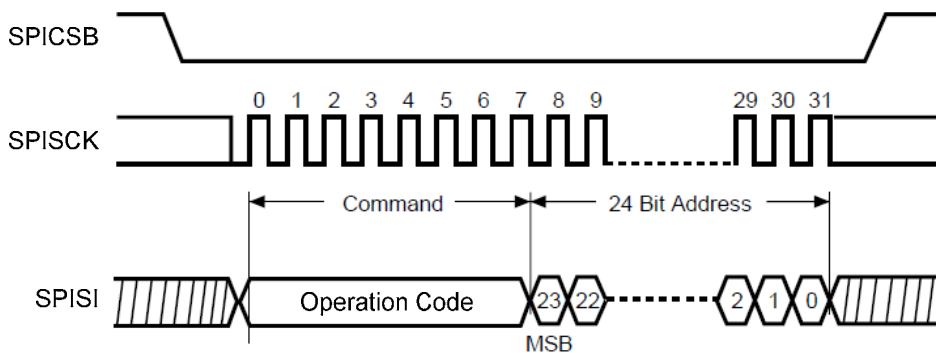 SPICSB
0 1 2 3 4 5 6 7 8 9 29 30 31
SPISCK
Command 24 Bit Address
SPISI Operation Code 23 22 2 1 0
MSB